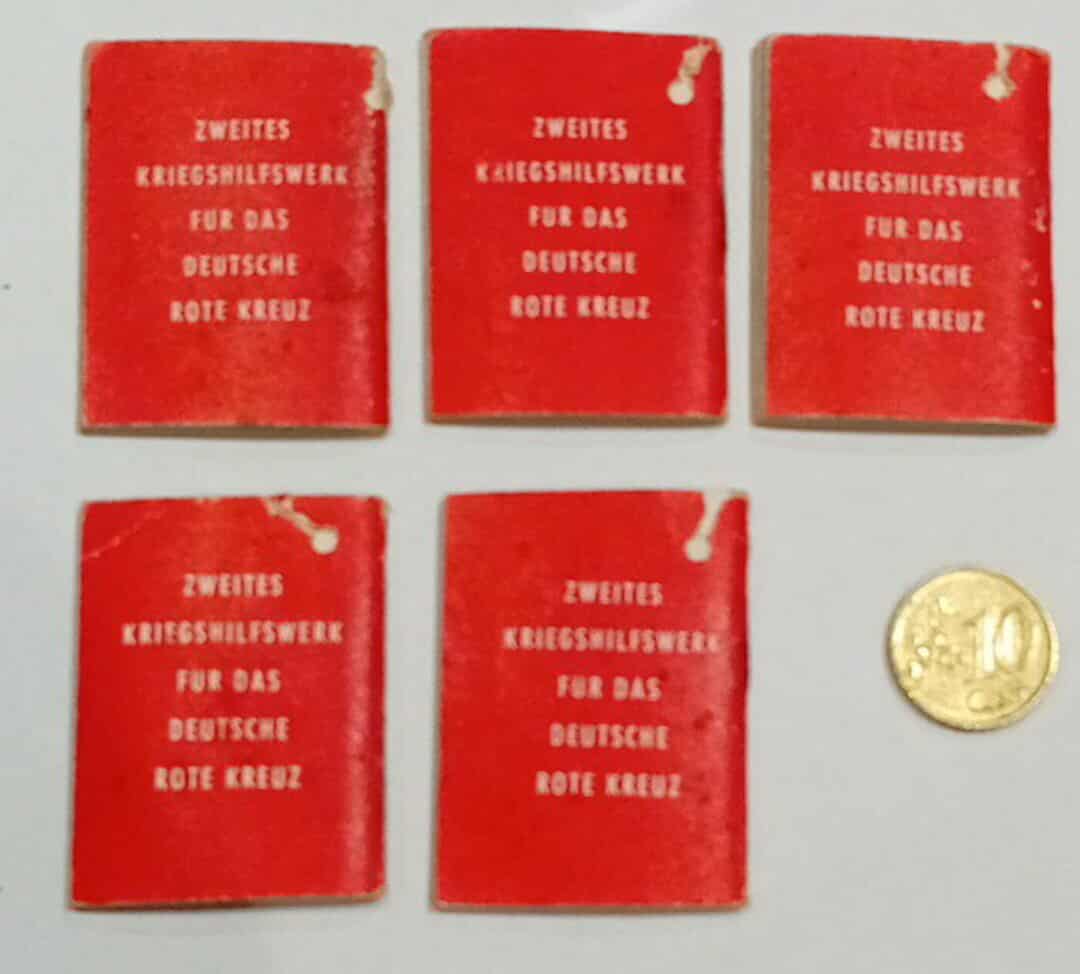 ZWEITES
KRIEGSHILFSWERK
FÜR DAS
DEUTSCHE
ROTE KREUZ
ZWEITES
KRIEGSHILFSWERK
FÜR DAS
DEUTSCHE
ROTE KREUZ
ZWEITES
KRIEGSHILFSWERK
FÜR DAS
DEUTSCHE
ROTE KREUZ
ZWEITES
KRIEGSHILFSWERK
FÜR DAS
DEUTSCHE
ROTE KREUZ
ZWEITES
KRIEGSHILFSWERK
FÜR DAS
DEUTSCHE
ROTE KREUZ
10